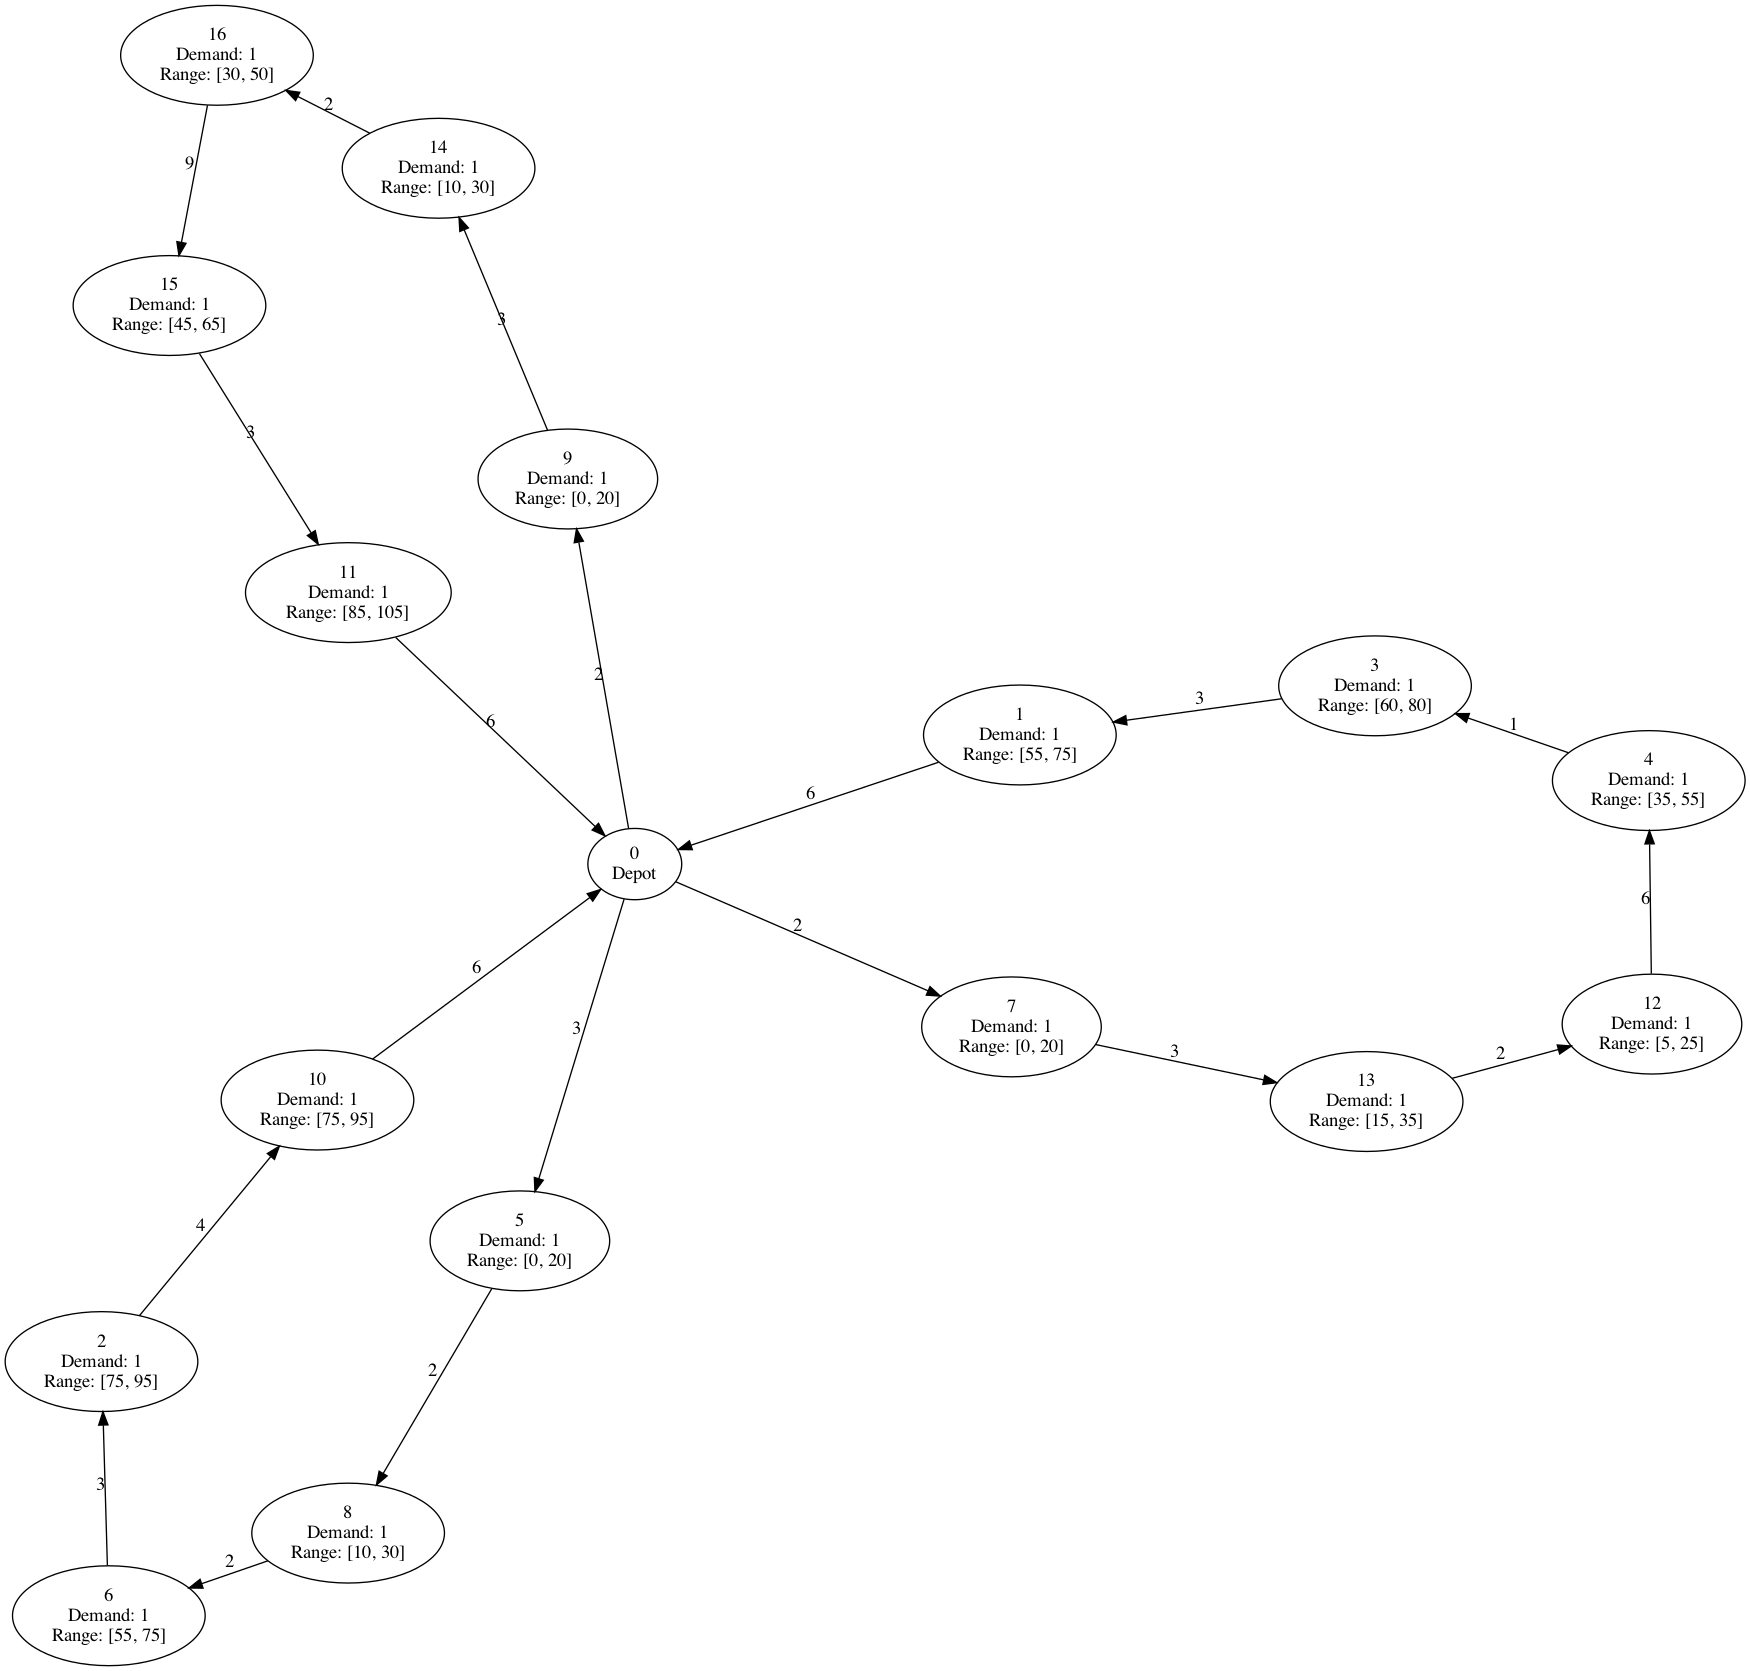 16
Demand: 1
Range: [30, 50]
2
14
Demand: 1
Range: [10, 30]
9
15
Demand: 1
Range: [45, 65]
3
3
9
Demand: 1
Range: [0, 20]
11
Demand: 1
Range: [85, 105]
2
6
3
Demand: 1
Range: [60, 80]
3
1
Demand: 1
Range: [55, 75]
1
4
Demand: 1
Range: [35, 55]
6
0
Depot
6
2
6
3
7
Demand: 1
Range: [0, 20]
3
13
Demand: 1
Range: [15, 35]
2
12
Demand: 1
Range: [5, 25]
10
Demand: 1
Range: [75, 95]
4
5
Demand: 1
Range: [0, 20]
2
2
Demand: 1
Range: [75, 95]
3
8
Demand: 1
Range: [10, 30]
2
6
Demand: 1
Range: [55, 75]